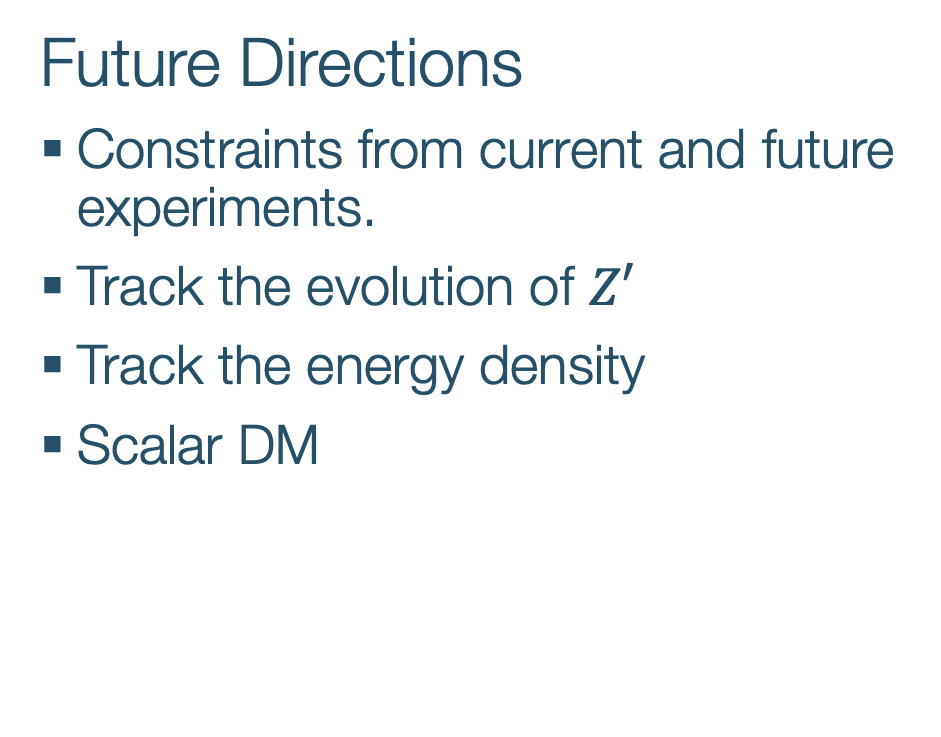 Future Directions
▪ Constraints from current and future
experiments.
▪ Track the evolution of Z′
▪ Track the energy density
▪ Scalar DM